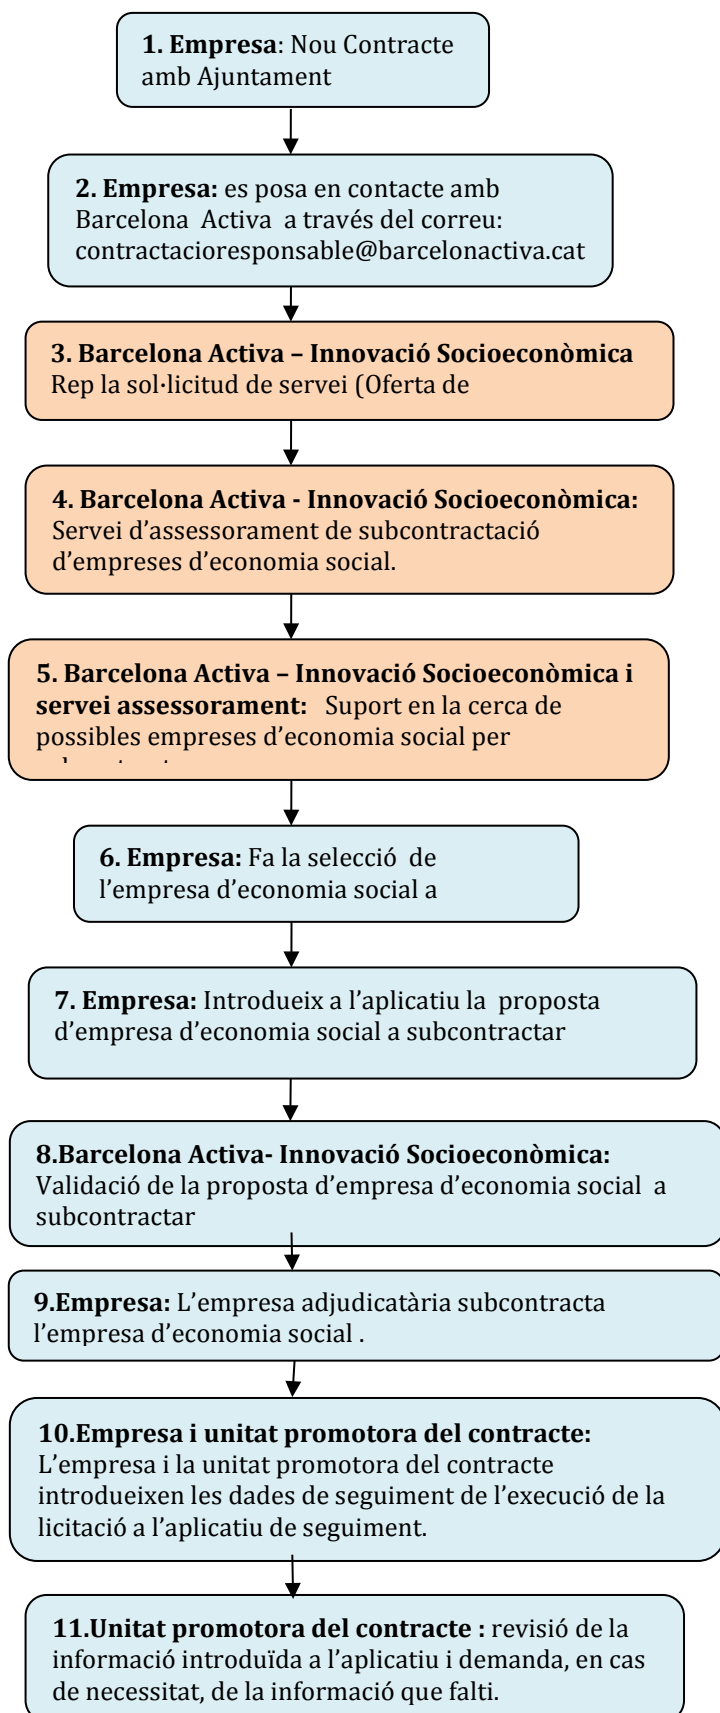 1. Empresa: Nou Contracte
amb Ajuntament
2. Empresa: es posa en contacte amb
Barcelona Activa a través del correu:
contractacioresponsable@barcelonactiva.cat
3. Barcelona Activa – Innovació Socioeconòmica
Rep la sol·licitud de servei (Oferta de
4. Barcelona Activa - Innovació Socioeconòmica:
Servei d’assessorament de subcontractació
d’empreses d’economia social.
5. Barcelona Activa – Innovació Socioeconòmica i
servei assessorament: Suport en la cerca de
possibles empreses d’economia social per
6. Empresa: Fa la selecció de
l’empresa d’economia social a
7. Empresa: Introdueix a l’aplicatiu la proposta
d’empresa d’economia social a subcontractar
8.Barcelona Activa- Innovació Socioeconòmica:
Validació de la proposta d’empresa d’economia social a
subcontractar
9.Empresa: L’empresa adjudicatària subcontracta
l’empresa d’economia social .
10.Empresa i unitat promotora del contracte:
L’empresa i la unitat promotora del contracte
introdueixen les dades de seguiment de l’execució de la
licitació a l’aplicatiu de seguiment.
11.Unitat promotora del contracte : revisió de la
informació introduïda a l’aplicatiu i demanda, en cas
de necessitat, de la informació que falti.